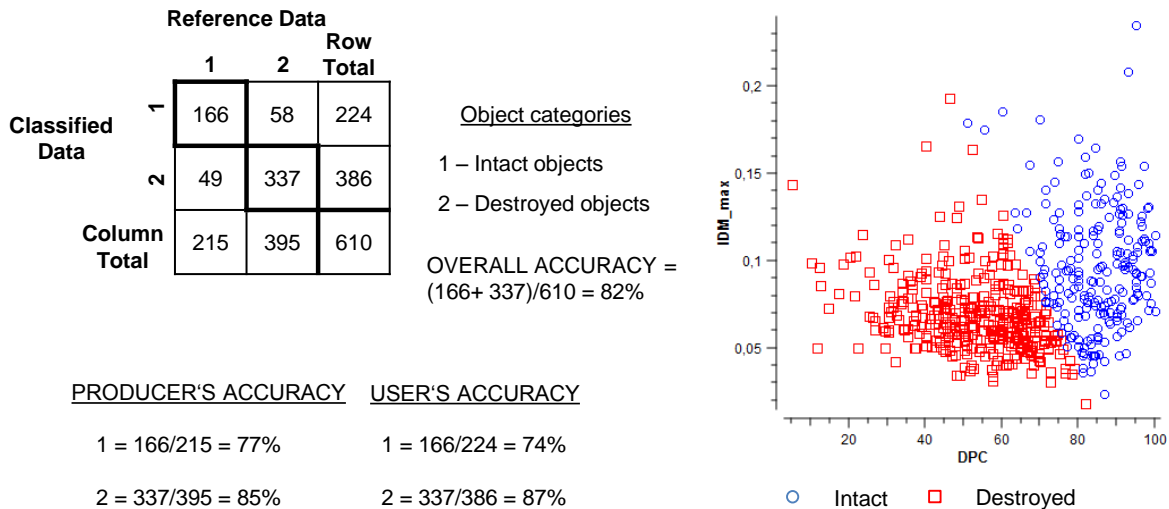 Reference Data
1 2 Row Total
Classified Data
1 166 58 224
2 49 337 386
Column Total 215 395 610
Object categories
1 – Intact objects
2 – Destroyed objects
OVERALL ACCURACY =
(166+ 337)/610 = 82%
PRODUCER‘S ACCURACY
1 = 166/215 = 77%
2 = 337/395 = 85%
USER‘S ACCURACY
1 = 166/224 = 74%
2 = 337/386 = 87%
IDM_max
0,2
0,15
0,1
0,05
20 40 60 80 100
DPC
Intact Destroyed